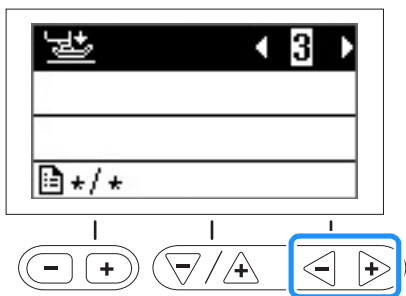 3
*/*
- + - / + - +